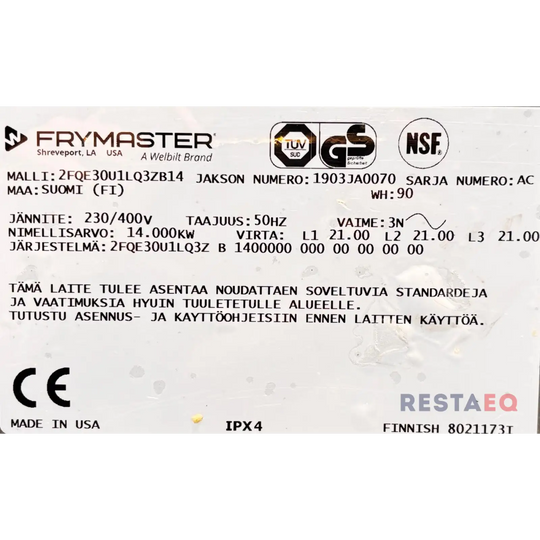 FRYMASTER®
Shreveport, LA USA A Welbilt Brand
TÜV SÜD GS geprüfte Sicherheit NSF®
MALLI: 2FQE30U1LQ3ZB14 JAKSON NUMERO: 1903JA0070 SARJA NUMERO: AC
MAA: SUOMI (FI) WH: 90
JÄNNITE: 230/400V TAAJUUS: 50HZ VAIME: 3N
NIMELLISARVO: 14.000KW VIRTA: L1 21.00 L2 21.00 L3 21.00
JÄRJESTELMÄ: 2FQE30U1LQ3Z B 1400000 000 00 00 00 00
TÄMÄ LAITE TULEE ASENTAA NOUDATTAEN SOVELTUVIA STANDARDEJA
JA VAATIMUKSIA HYUIN TUULETETULLE ALUEELLE.
TUTUSTU ASENNUS- JA KAYTTÖOHJEISIIN ENNEN LAITTEN KÄYTTÖÄ.
CE
RESTAEQ
MADE IN USA IPX4 FINNISH 8021173T